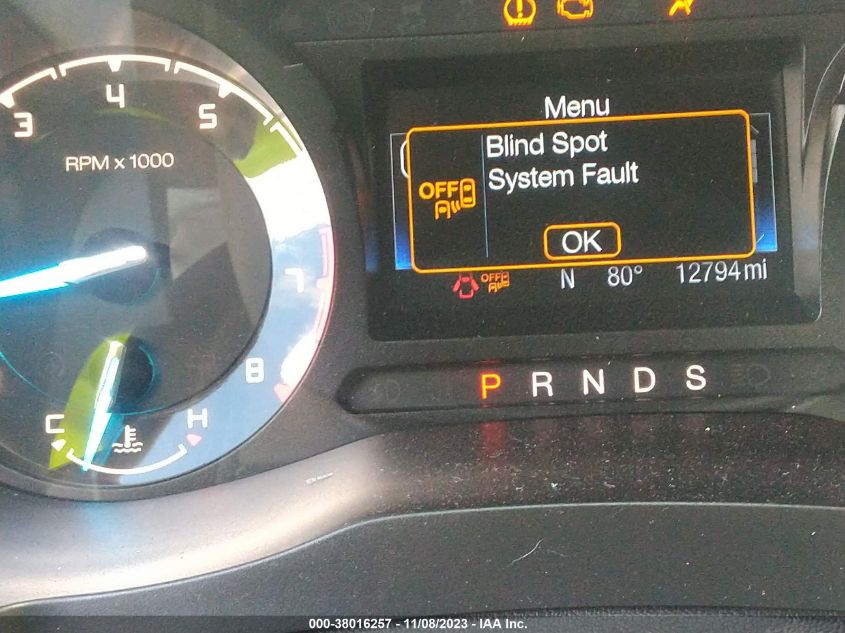 Menu
Blind Spot
System Fault
OFF
OK
OFF
N 80° 12794mi
3 4 5 7 8
RPM x 1000
C H
P R N D S
000-38016257 - 11/08/2023 - IAA Inc.